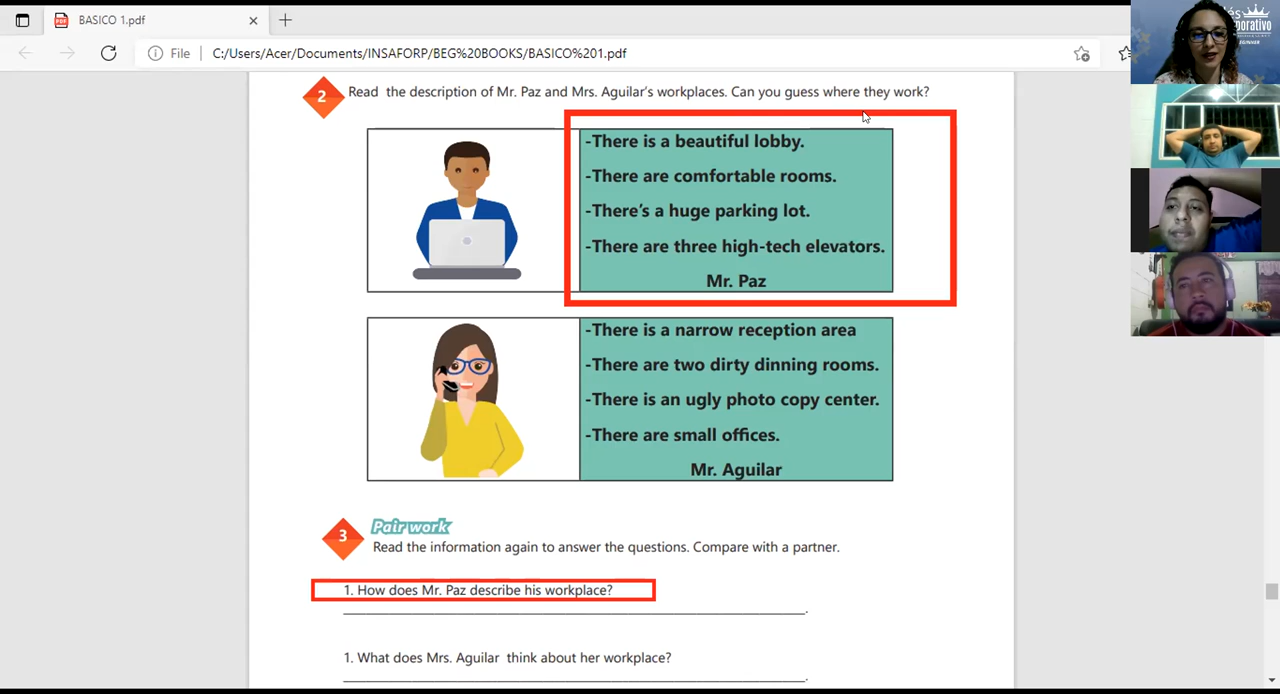 BASICO 1.pdf
File
C:/Users/Acer/Documents/INSAFORP/BEG%20BOOKS/BASICO%201.pdf
2
Read the description of Mr. Paz and Mrs. Aguilar's workplaces. Can you guess where they work?
-There is a beautiful lobby.
-There are comfortable rooms.
-There's a huge parking lot.
-There are three high-tech elevators.
Mr. Paz
-There is a narrow reception area
-There are two dirty dinning rooms.
-There is an ugly photo copy center.
-There are small offices.
Mr. Aguilar
3
Pair work
Read the information again to answer the questions. Compare with a partner.
1. How does Mr. Paz describe his workplace?
1. What does Mrs. Aguilar think about her workplace?